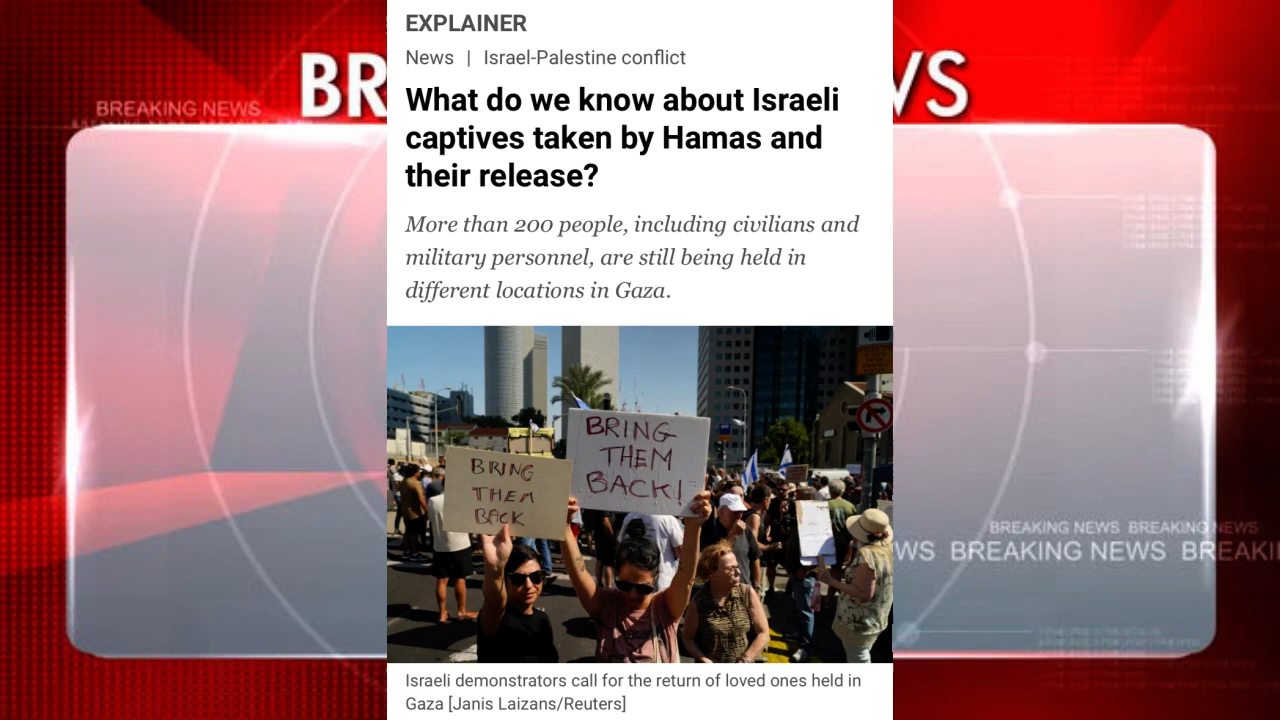 EXPLAINER
News | Israel-Palestine conflict
What do we know about Israeli
captives taken by Hamas and
their release?
More than 200 people, including civilians and
military personnel, are still being held in
different locations in Gaza.
BREAKING NEWS
BR
WS
BRING
THEM
BACK
BRING
THEM
BACK!
BREAKING NEWS BREAKING NEWS
WS BREAKING NEWS BREAKI
Israeli demonstrators call for the return of loved ones held in
Gaza [Janis Laizans/Reuters]